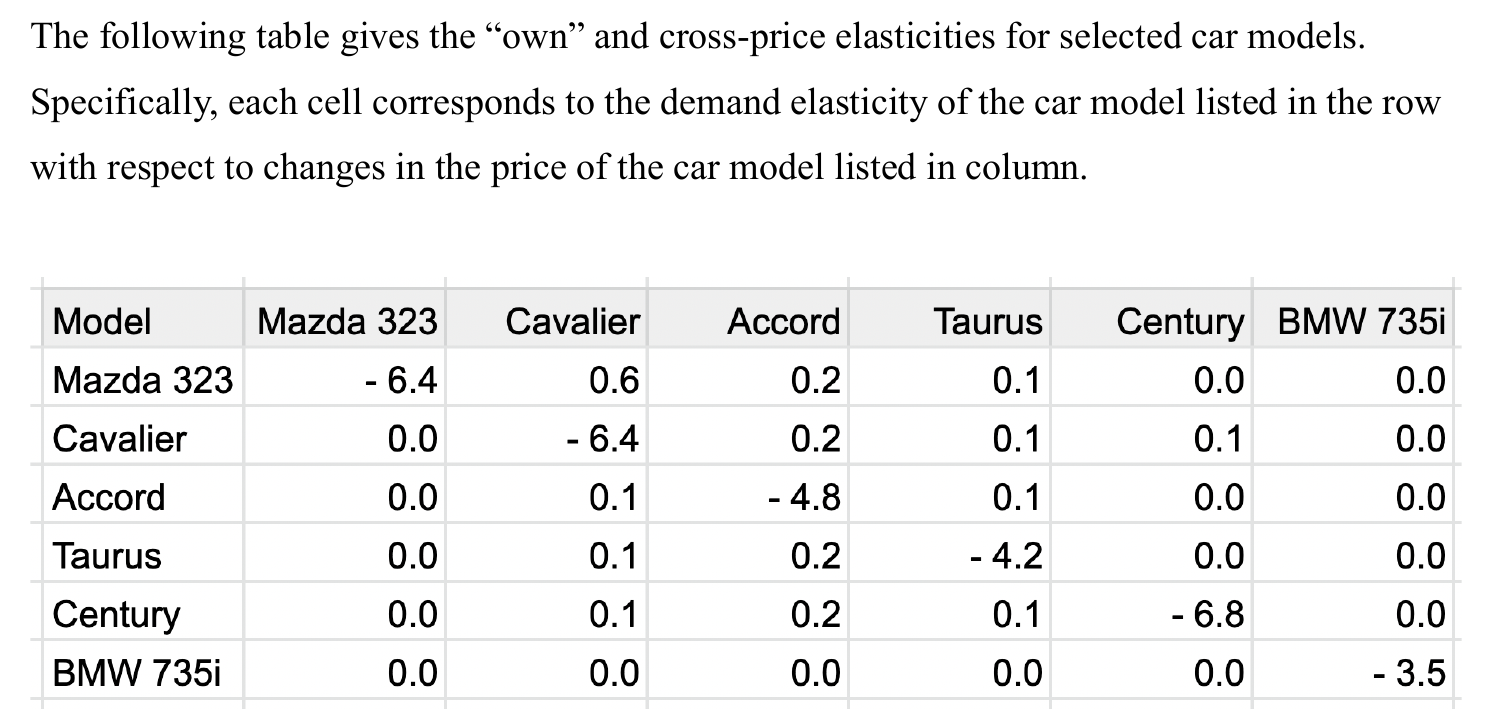 The following table gives the “own” and cross-price elasticities for selected car models.
Specifically, each cell corresponds to the demand elasticity of the car model listed in the row
with respect to changes in the price of the car model listed in column.
Model Mazda 323 Cavalier Accord Taurus Century BMW 735i
Mazda 323 - 6.4 0.6 0.2 0.1 0.0 0.0
Cavalier 0.0 - 6.4 0.2 0.1 0.1 0.0
Accord 0.0 0.1 - 4.8 0.1 0.0 0.0
Taurus 0.0 0.1 0.2 - 4.2 0.0 0.0
Century 0.0 0.1 0.2 0.1 - 6.8 0.0
BMW 735i 0.0 0.0 0.0 0.0 0.0 - 3.5